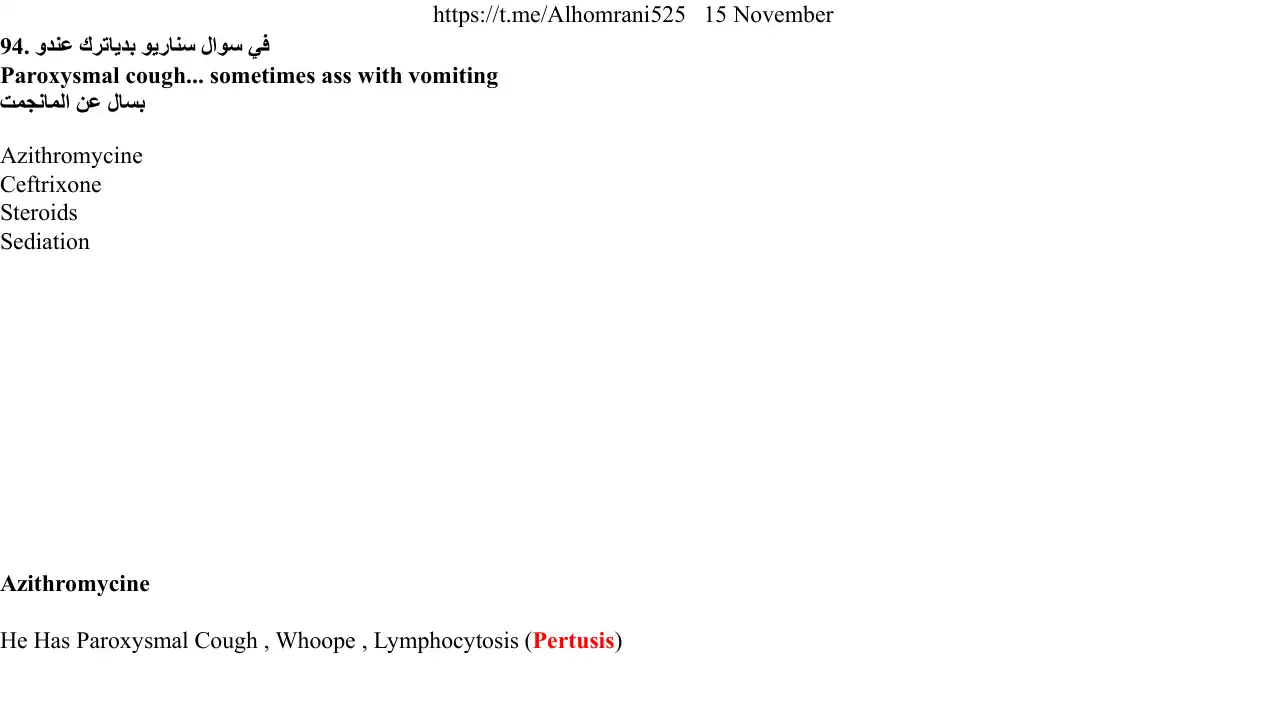 https://t.me/Alhomrani525 15 November
94. في سوال سناريو بدياترك عندو
Paroxysmal cough... sometimes ass with vomiting
بسال عن المانجمت
Azithromycine
Ceftrixone
Steroids
Sediation
Azithromycine
He Has Paroxysmal Cough , Whoope , Lymphocytosis (Pertusis)